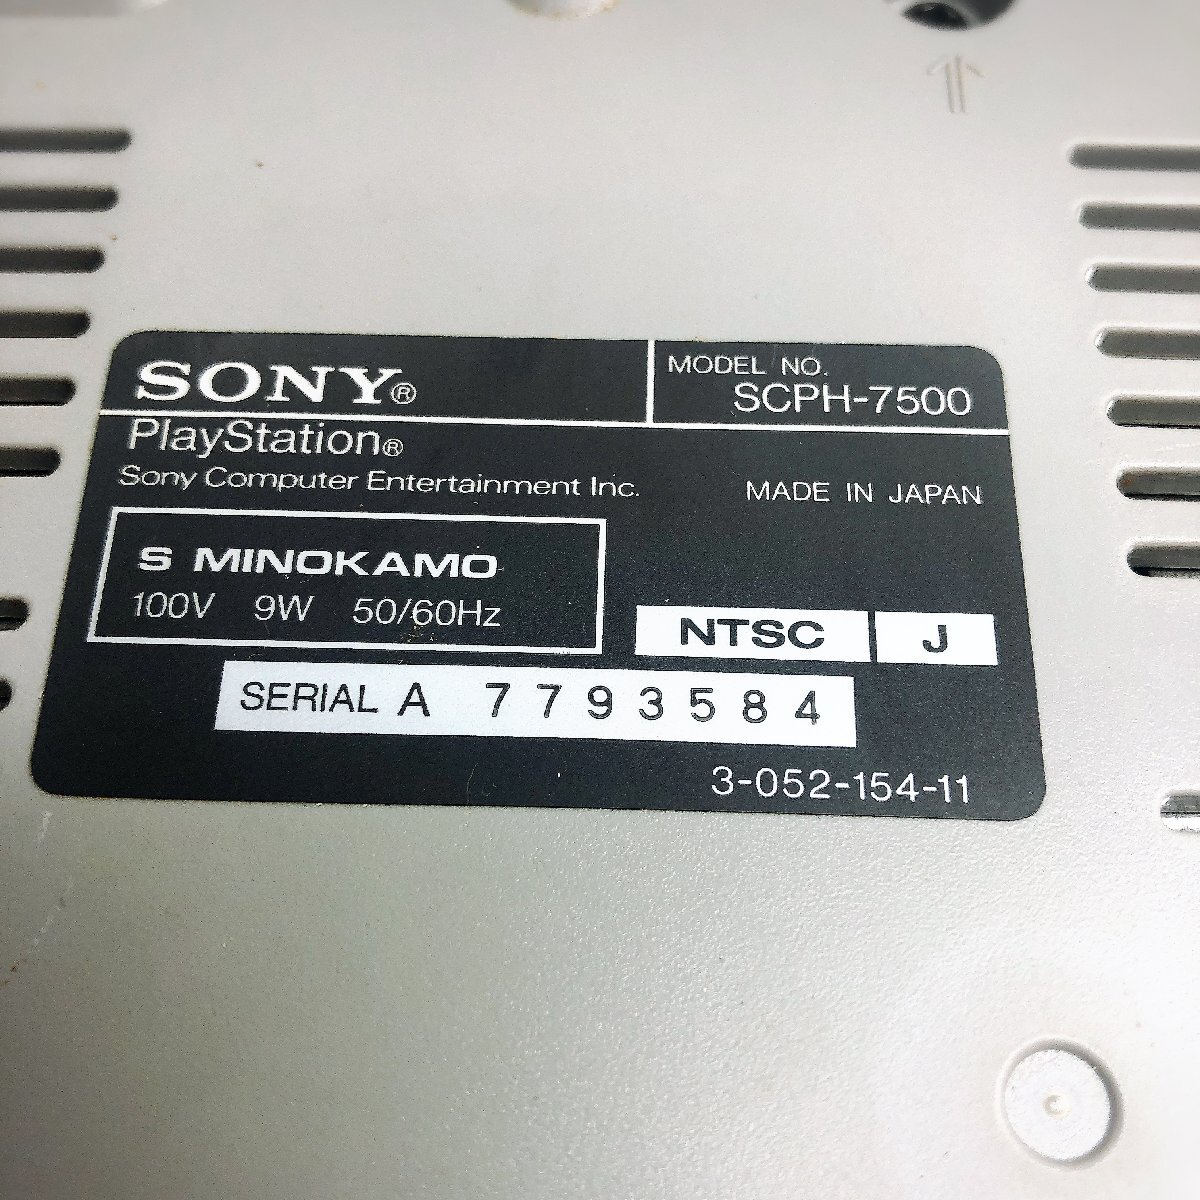 SONY®
MODEL NO.
SCPH-7500
PlayStation®
Sony Computer Entertainment Inc.
MADE IN JAPAN
S MINOKAMO
100V 9W 50/60Hz
NTSC J
SERIAL A 7793584
3-052-154-11